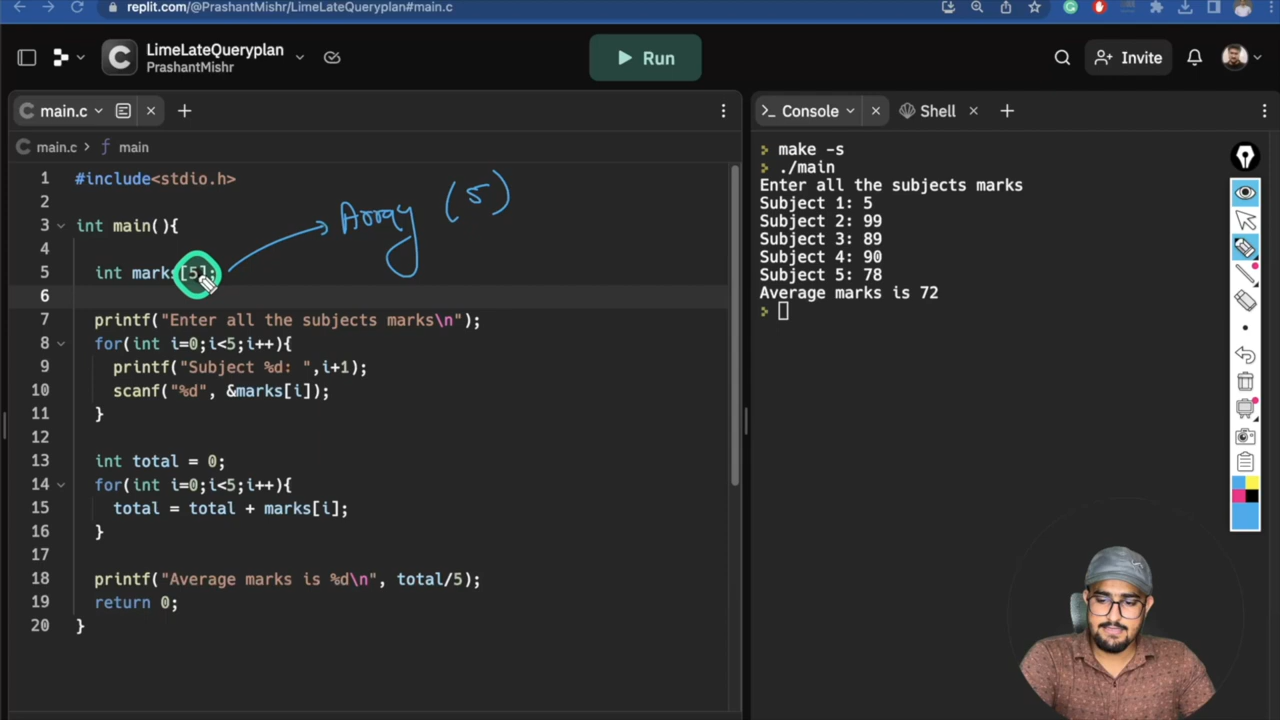 replit.com/@PrashantMishr/LimeLateQueryplan#main.c
LimeLateQueryplan
PrashantMishr
Run
Invite
main.c
main.c > main
1 #include<stdio.h>
2
3 int main(){
4
5 int marks[5];
6
7 printf("Enter all the subjects marks\n");
8 for(int i=0;i<5;i++){
9 printf("Subject %d: ",i+1);
10 scanf("%d", &marks[i]);
11 }
12
13 int total = 0;
14 for(int i=0;i<5;i++){
15 total = total + marks[i];
16 }
17
18 printf("Average marks is %d\n", total/5);
19 return 0;
20 }
Array (5)
Console
Shell
make -s
./main
Enter all the subjects marks
Subject 1: 5
Subject 2: 99
Subject 3: 89
Subject 4: 90
Subject 5: 78
Average marks is 72